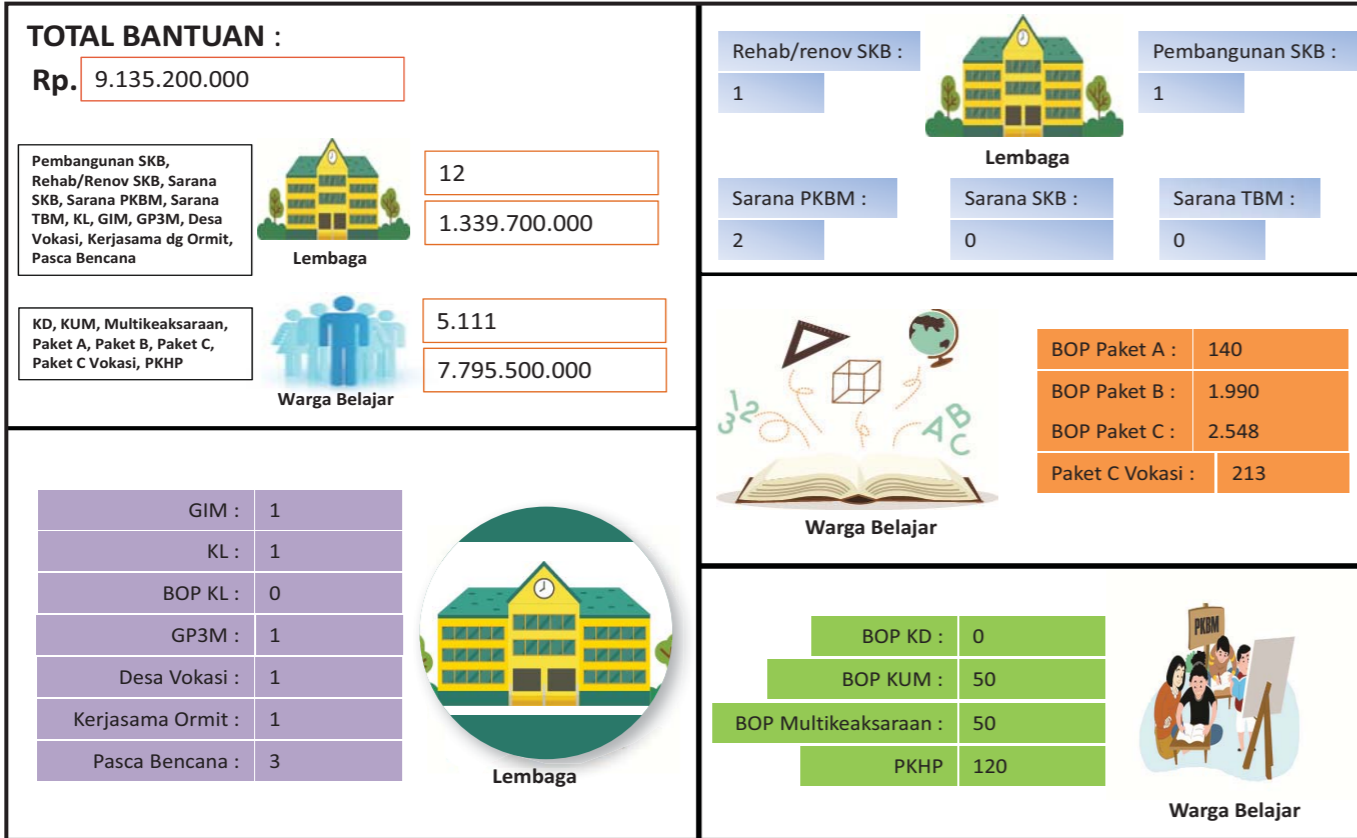 TOTAL BANTUAN :
Rp. 9.135.200.000
Pembangunan SKB,
Rehab/Renov SKB, Sarana
SKB, Sarana PKBM, Sarana
TBM, KL, GIM, GP3M, Desa
Vokasi, Kerjasama dg Ormit,
Pasca Bencana
Lembaga
12
1.339.700.000
KD, KUM, Multikeaksaraan,
Paket A, Paket B, Paket C,
Paket C Vokasi, PKHP
Warga Belajar
5.111
7.795.500.000
Rehab/renov SKB :
1
Pembangunan SKB :
1
Lembaga
Sarana PKBM :
2
Sarana SKB :
0
Sarana TBM :
0
123
ABC
Warga Belajar
BOP Paket A : 140
BOP Paket B : 1.990
BOP Paket C : 2.548
Paket C Vokasi : 213
GIM : 1
KL : 1
BOP KL : 0
GP3M : 1
Desa Vokasi : 1
Kerjasama Ormit : 1
Pasca Bencana : 3
Lembaga
BOP KD : 0
BOP KUM : 50
BOP Multikeaksaraan : 50
PKHP 120
PKBM
Warga Belajar